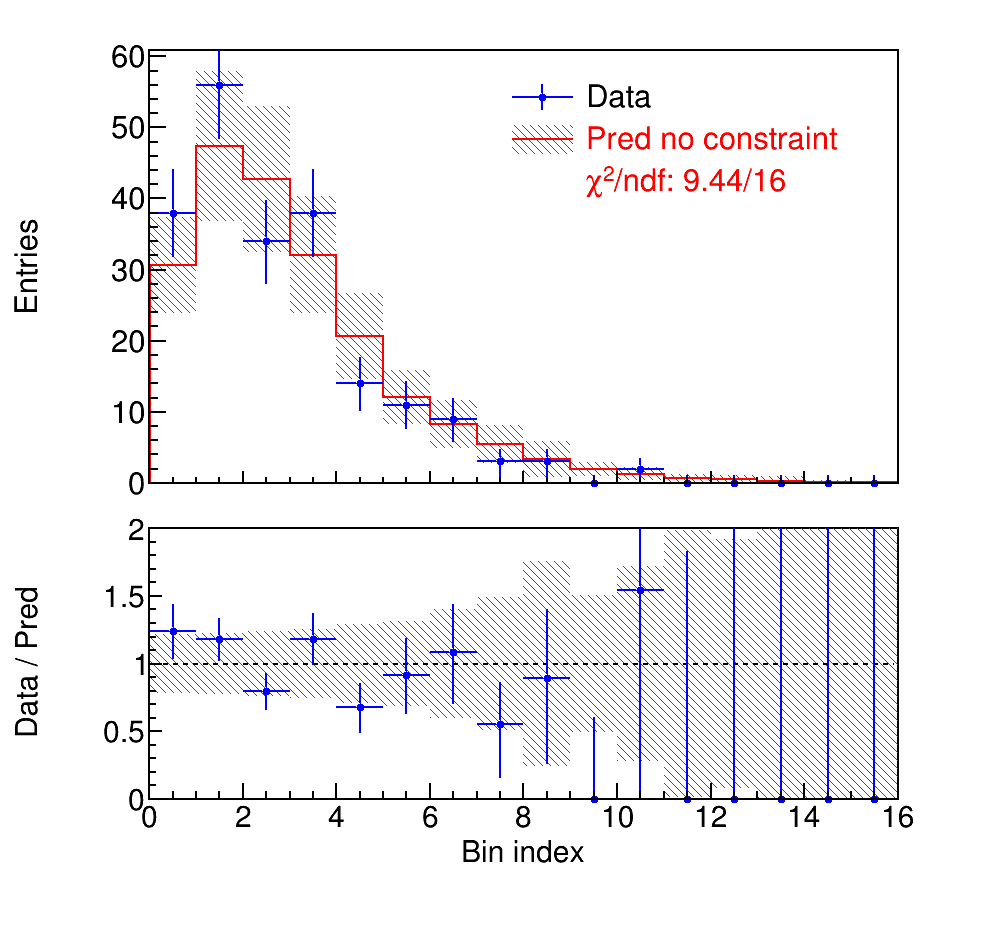 60
50
40
30
20
10
0
Entries
Data
Pred no constraint
χ²/ndf: 9.44/16
2
1.5
1
0.5
0
Data / Pred
0 2 4 6 8 10 12 14 16
Bin index